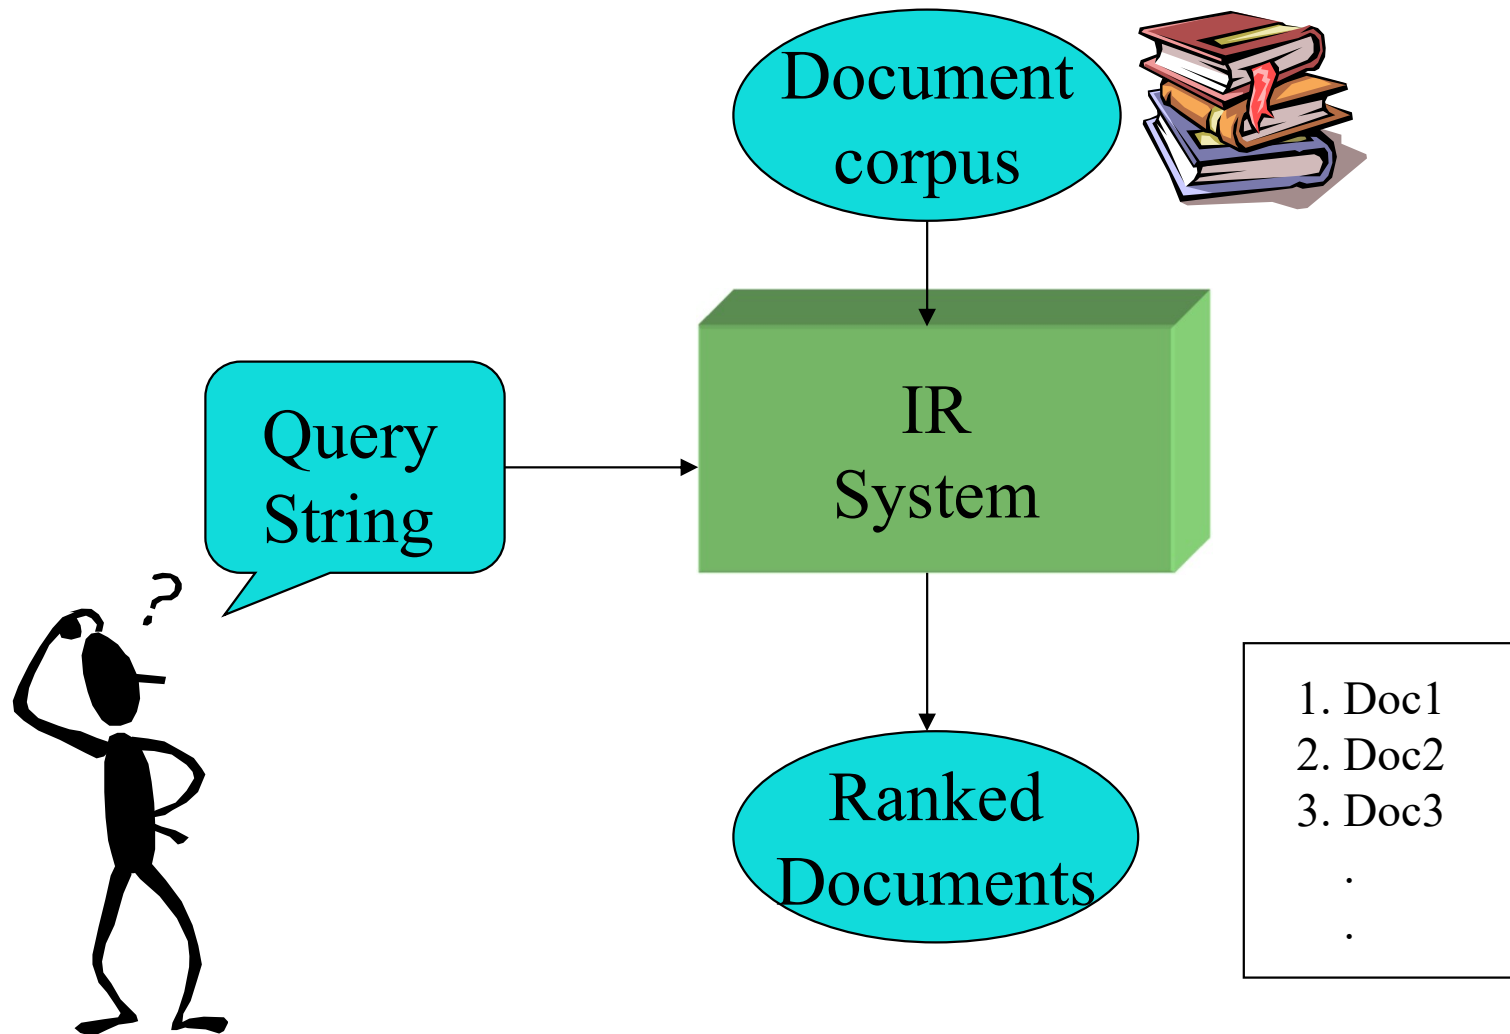 Document
corpus
Query
String
?
IR
System
Ranked
Documents
1. Doc1
2. Doc2
3. Doc3
.
.